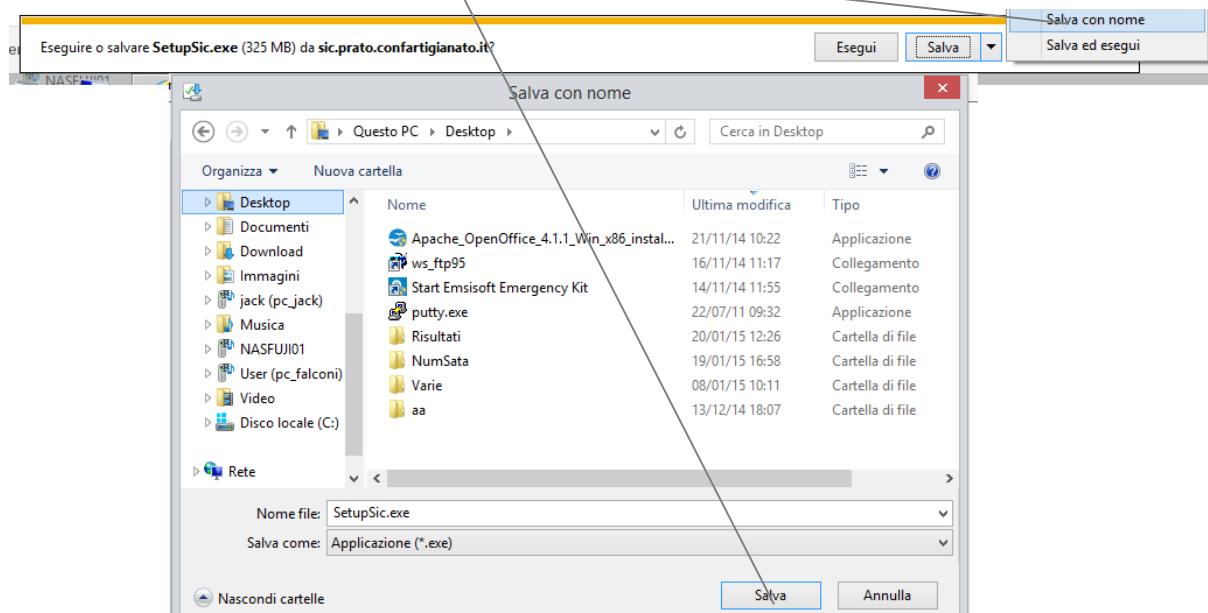 Salva con nome
Eseguire o salvare SetupSic.exe (325 MB) da sic.prato.confartigianato.it?
Esegui
Salva
Salva ed esegui
NASFUJI01
Salva con nome
Questo PC Desktop
Cerca in Desktop
Organizza Nuova cartella
Desktop
Documenti
Download
Immagini
jack (pc_jack)
Musica
NASFUJI01
User (pc_falconi)
Video
Disco locale (C:)
Rete
Nome Ultima modifica Tipo
Apache_OpenOffice_4.1.1_Win_x86_instal... 21/11/14 10:22 Applicazione
ws_ftp95 16/11/14 11:17 Collegamento
Start Emsisoft Emergency Kit 14/11/14 11:55 Collegamento
putty.exe 22/07/11 09:32 Applicazione
Risultati 20/01/15 12:26 Cartella di file
NumSata 19/01/15 16:58 Cartella di file
Varie 08/01/15 10:11 Cartella di file
aa 13/12/14 18:07 Cartella di file
Nome file: SetupSic.exe
Salva come: Applicazione (*.exe)
Nascondi cartelle
Salva
Annulla